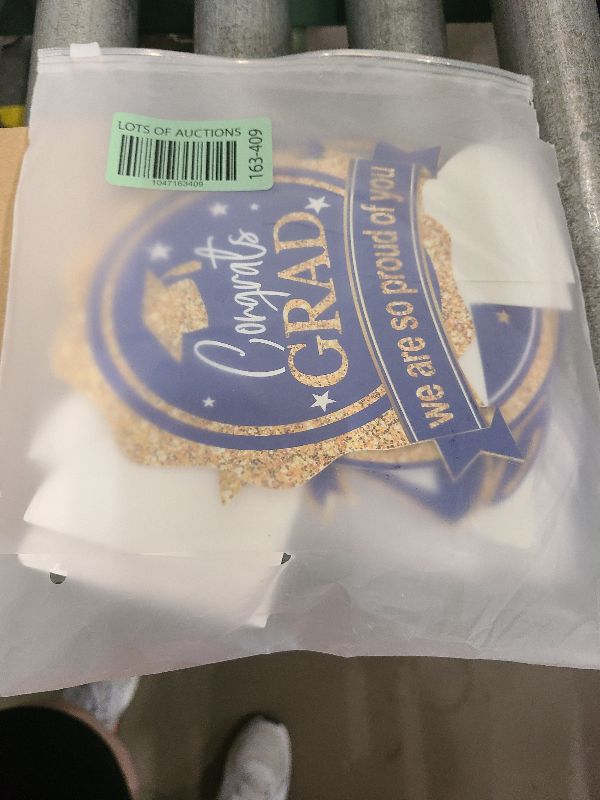 LOTS OF AUCTIONS
163-409
1047163409
Congrats
GRAD
we are so proud of you